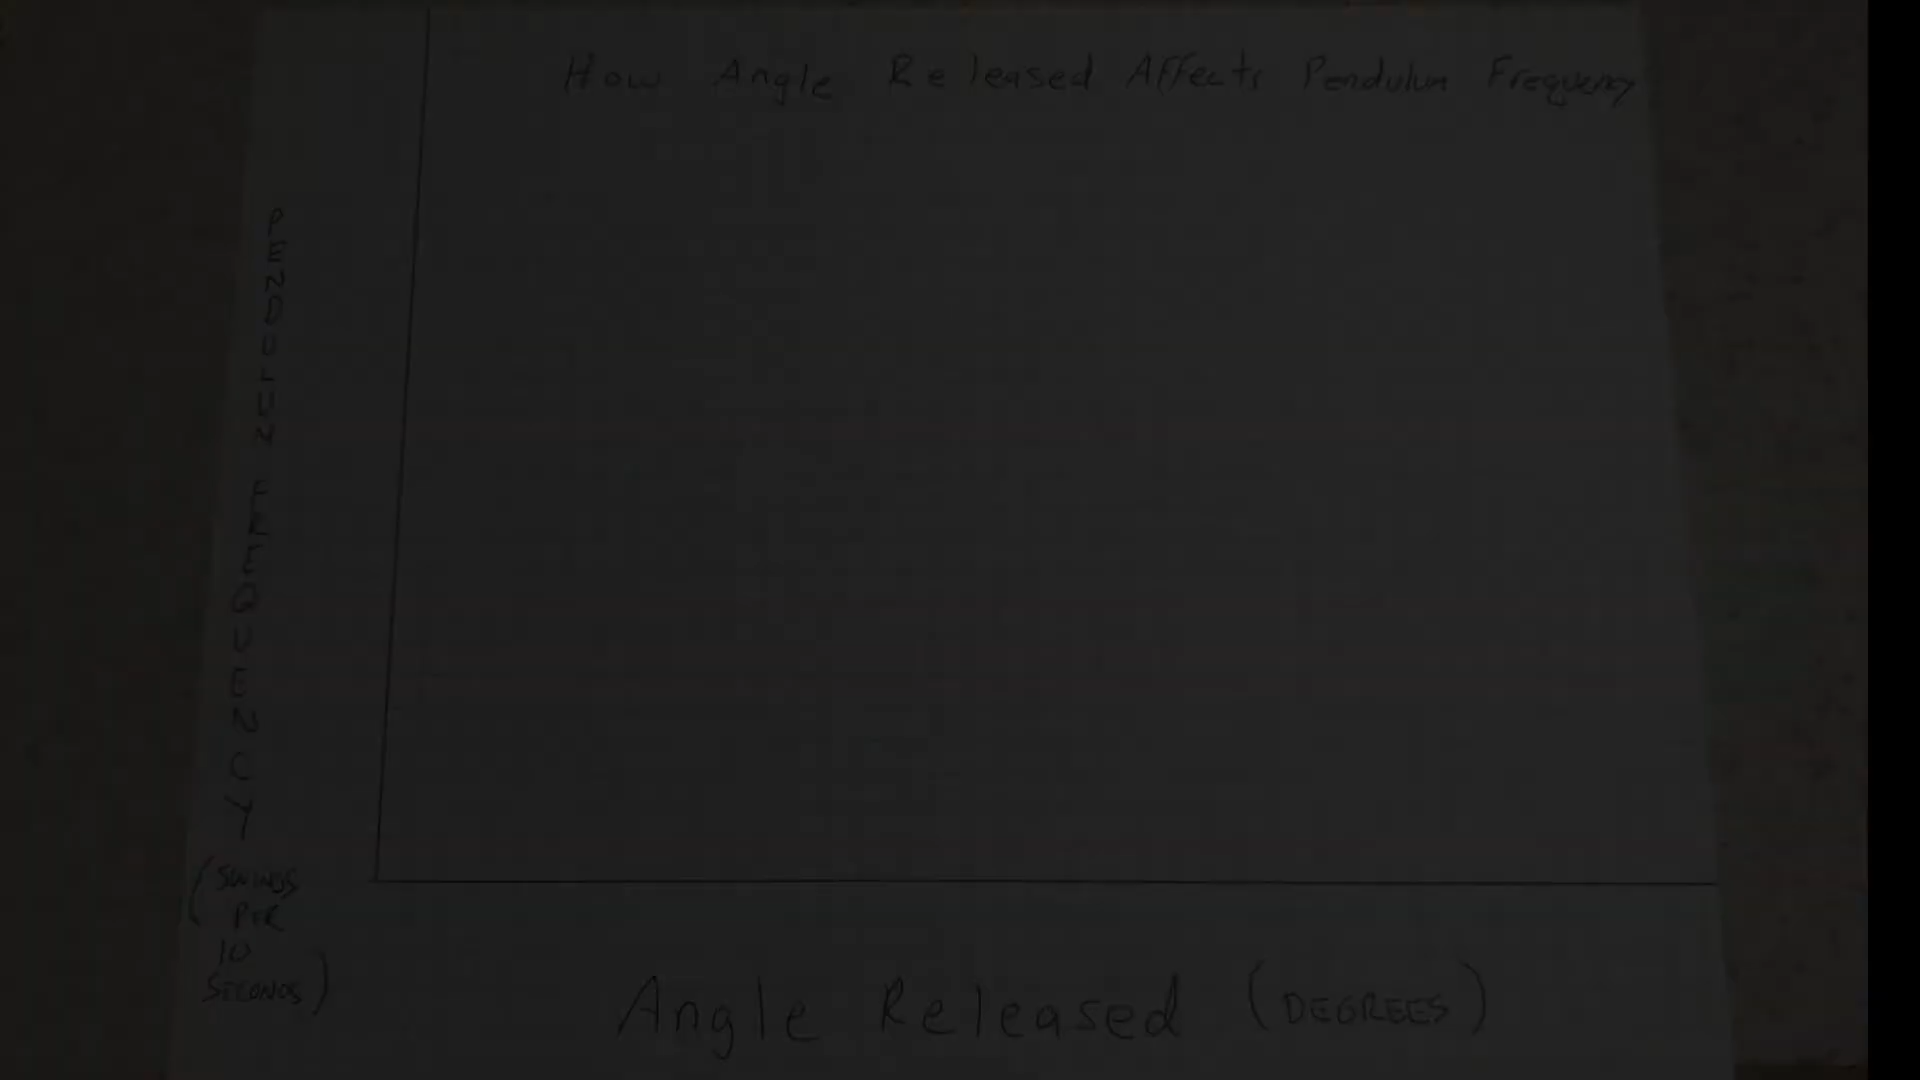 How Angle Released Affects Pendulum Frequency
PENDULUM FREQUENCY
(SWINGS
PER
10
SECONDS)
Angle Released (DEGREES)